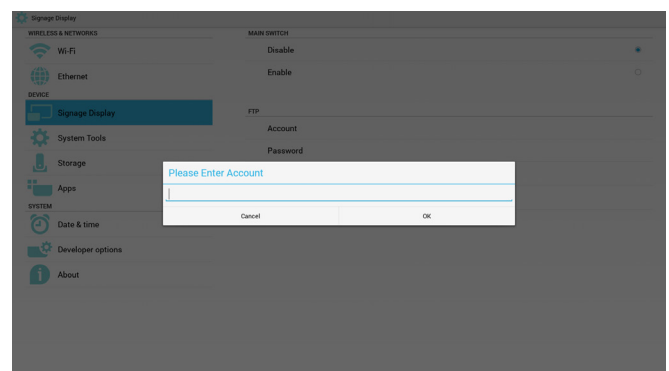 Signage Display
WIRELESS & NETWORKS
Wi-Fi
Ethernet
DEVICE
Signage Display
System Tools
Storage
Apps
SYSTEM
Date & time
Developer options
About
MAIN SWITCH
Disable
Enable
FTP
Account
Password
Please Enter Account
Cancel
OK